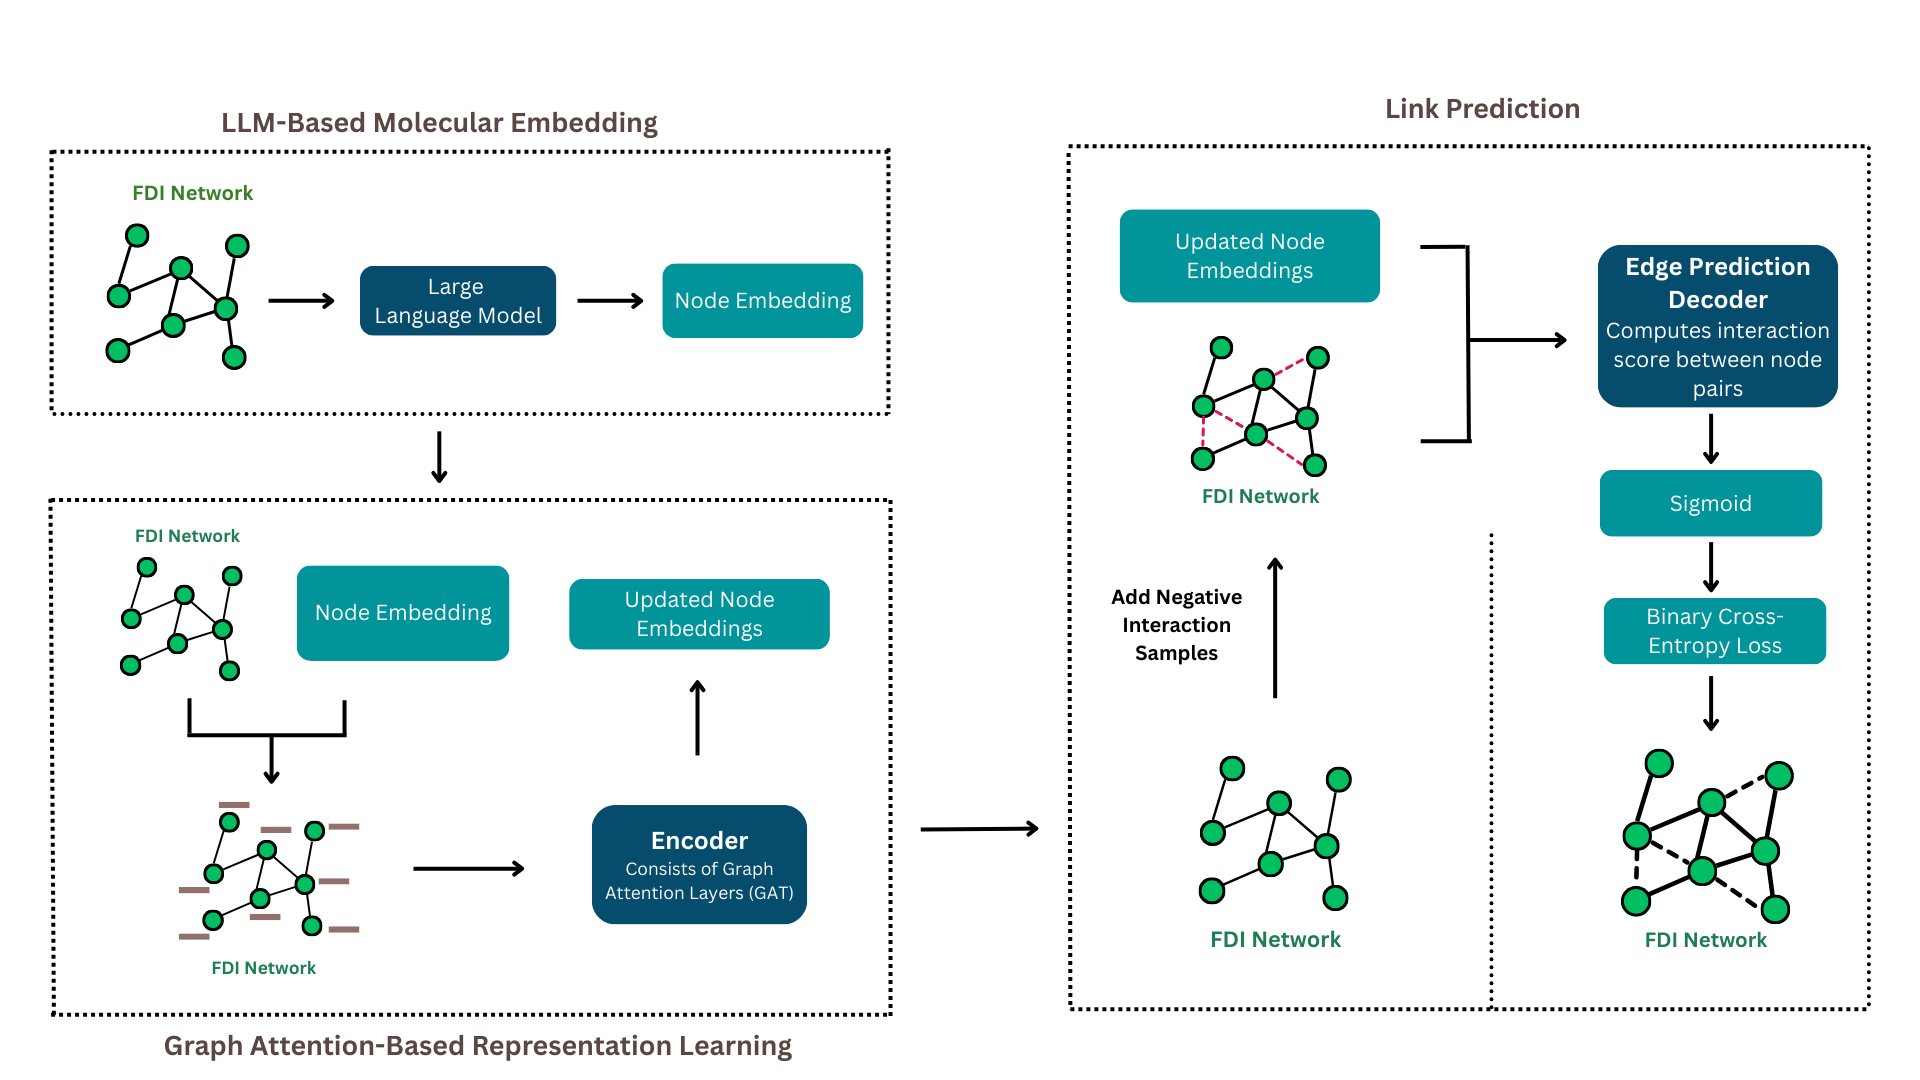 LLM-Based Molecular Embedding
FDI Network
Large
Language Model
Node Embedding
FDI Network
Node Embedding
Updated Node
Embeddings
Encoder
Consists of Graph
Attention Layers (GAT)
FDI Network
Graph Attention-Based Representation Learning
Link Prediction
Updated Node
Embeddings
FDI Network
Add Negative
Interaction
Samples
FDI Network
Edge Prediction
Decoder
Computes interaction
score between node
pairs
Sigmoid
Binary Cross-
Entropy Loss
FDI Network